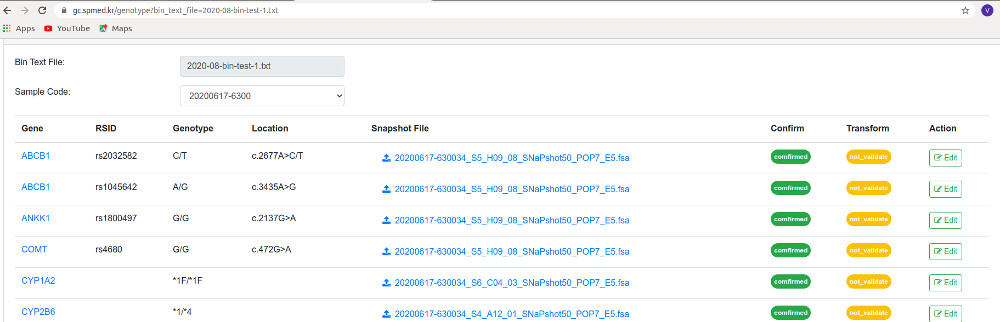 gc.spmed.kr/genotype?bin_text_file=2020-08-bin-test-1.txt
V
Apps YouTube Maps
Bin Text File: 2020-08-bin-test-1.txt
Sample Code: 20200617-6300
Gene RSID Genotype Location Snapshot File Confirm Transform Action
ABCB1 rs2032582 C/T c.2677A>C/T 20200617-630034_S5_H09_08_SNaPshot50_POP7_E5.fsa comfirmed not_validate Edit
ABCB1 rs1045642 A/G c.3435A>G 20200617-630034_S5_H09_08_SNaPshot50_POP7_E5.fsa comfirmed not_validate Edit
ANKK1 rs1800497 G/G c.2137G>A 20200617-630034_S5_H09_08_SNaPshot50_POP7_E5.fsa comfirmed not_validate Edit
COMT rs4680 G/G c.472G>A 20200617-630034_S5_H09_08_SNaPshot50_POP7_E5.fsa comfirmed not_validate Edit
CYP1A2 *1F/*1F 20200617-630034_S6_C04_03_SNaPshot50_POP7_E5.fsa comfirmed not_validate Edit
CYP2B6 *1/*4 20200617-630034_S4_A12_01_SNaPshot50_POP7_E5.fsa comfirmed not_validate Edit